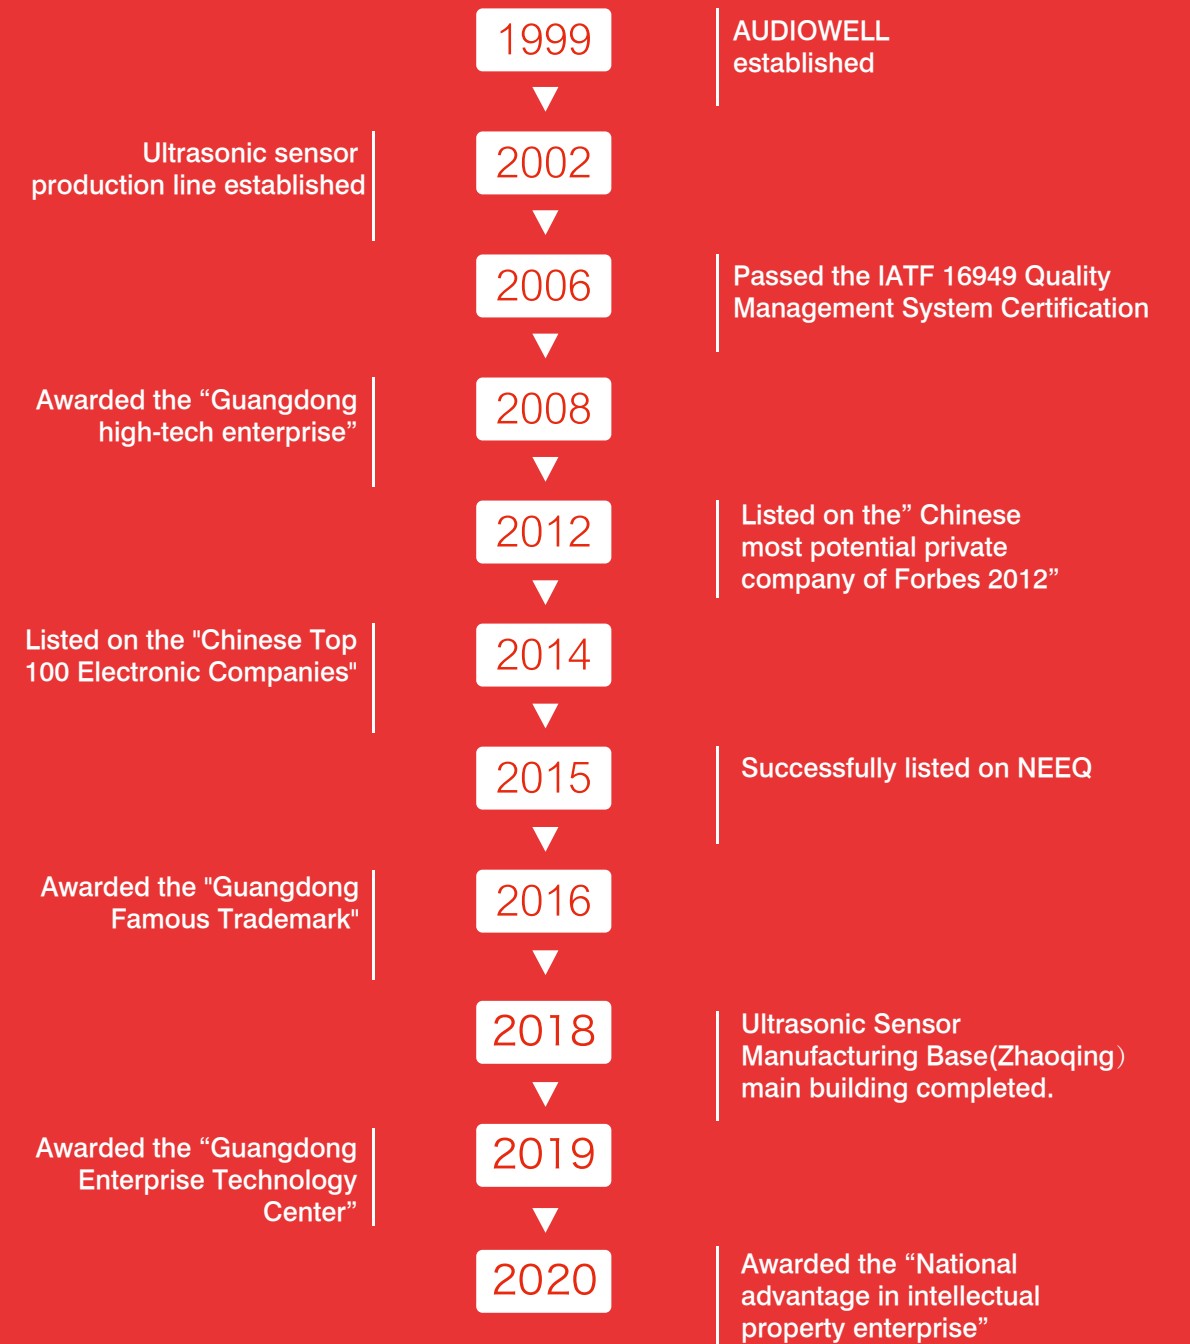 1999
AUDIOWELL
established
2002
Ultrasonic sensor
production line established
2006
Passed the IATF 16949 Quality
Management System Certification
2008
Awarded the “Guangdong
high-tech enterprise”
2012
Listed on the” Chinese
most potential private
company of Forbes 2012”
2014
Listed on the "Chinese Top
100 Electronic Companies"
2015
Successfully listed on NEEQ
2016
Awarded the "Guangdong
Famous Trademark"
2018
Ultrasonic Sensor
Manufacturing Base(Zhaoqing）
main building completed.
2019
Awarded the “Guangdong
Enterprise Technology
Center”
2020
Awarded the “National
advantage in intellectual
property enterprise”